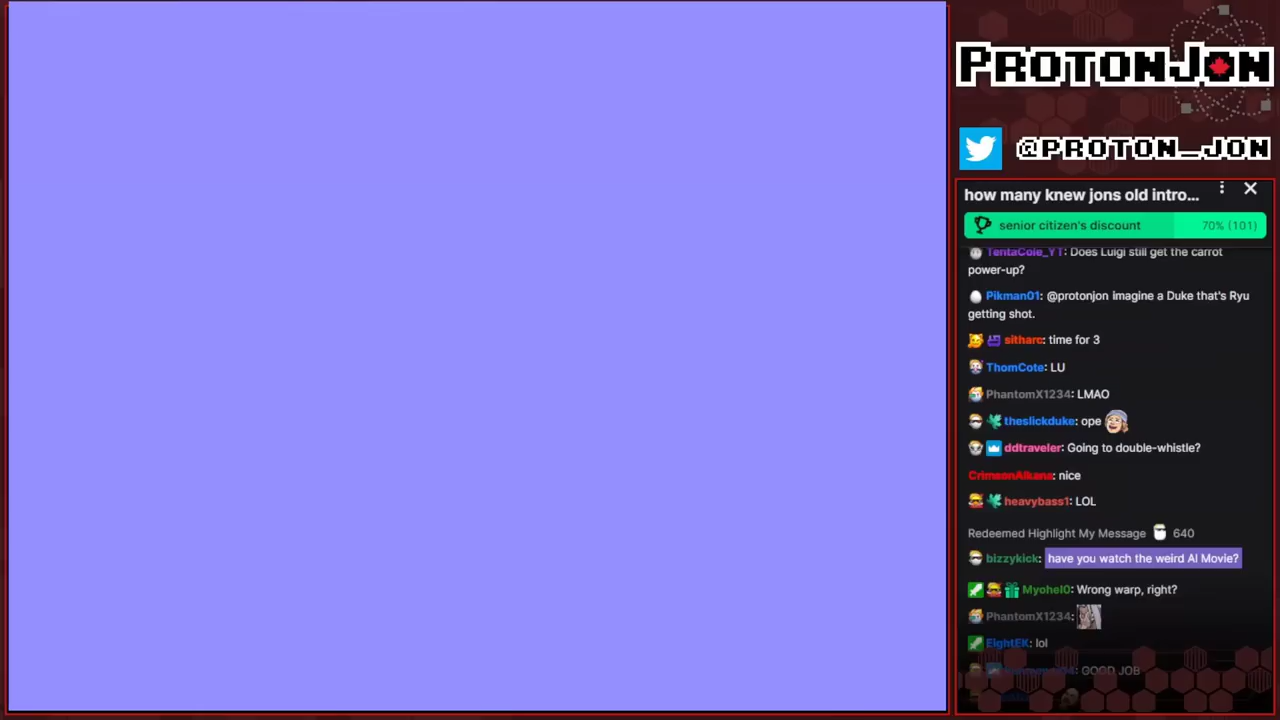 PROTONJON
@PROTON_JON
how many knew jons old intro...
senior citizen's discount 70% (101)
TentaCole_YT: Does Luigi still get the carrot
power-up?
Pikman01: @protonjon imagine a Duke that's Ryu
getting shot.
sitharc: time for 3
ThomCote: LU
PhantomX1234: LMAO
theslickduke: ope
ddtraveler: Going to double-whistle?
CrimsonAlkana: nice
heavybass1: LOL
Redeemed Highlight My Message 640
bizzykick: have you watch the weird Al Movie?
Myohel0: Wrong warp, right?
PhantomX1234:
EightEK: lol
GOOD JOB